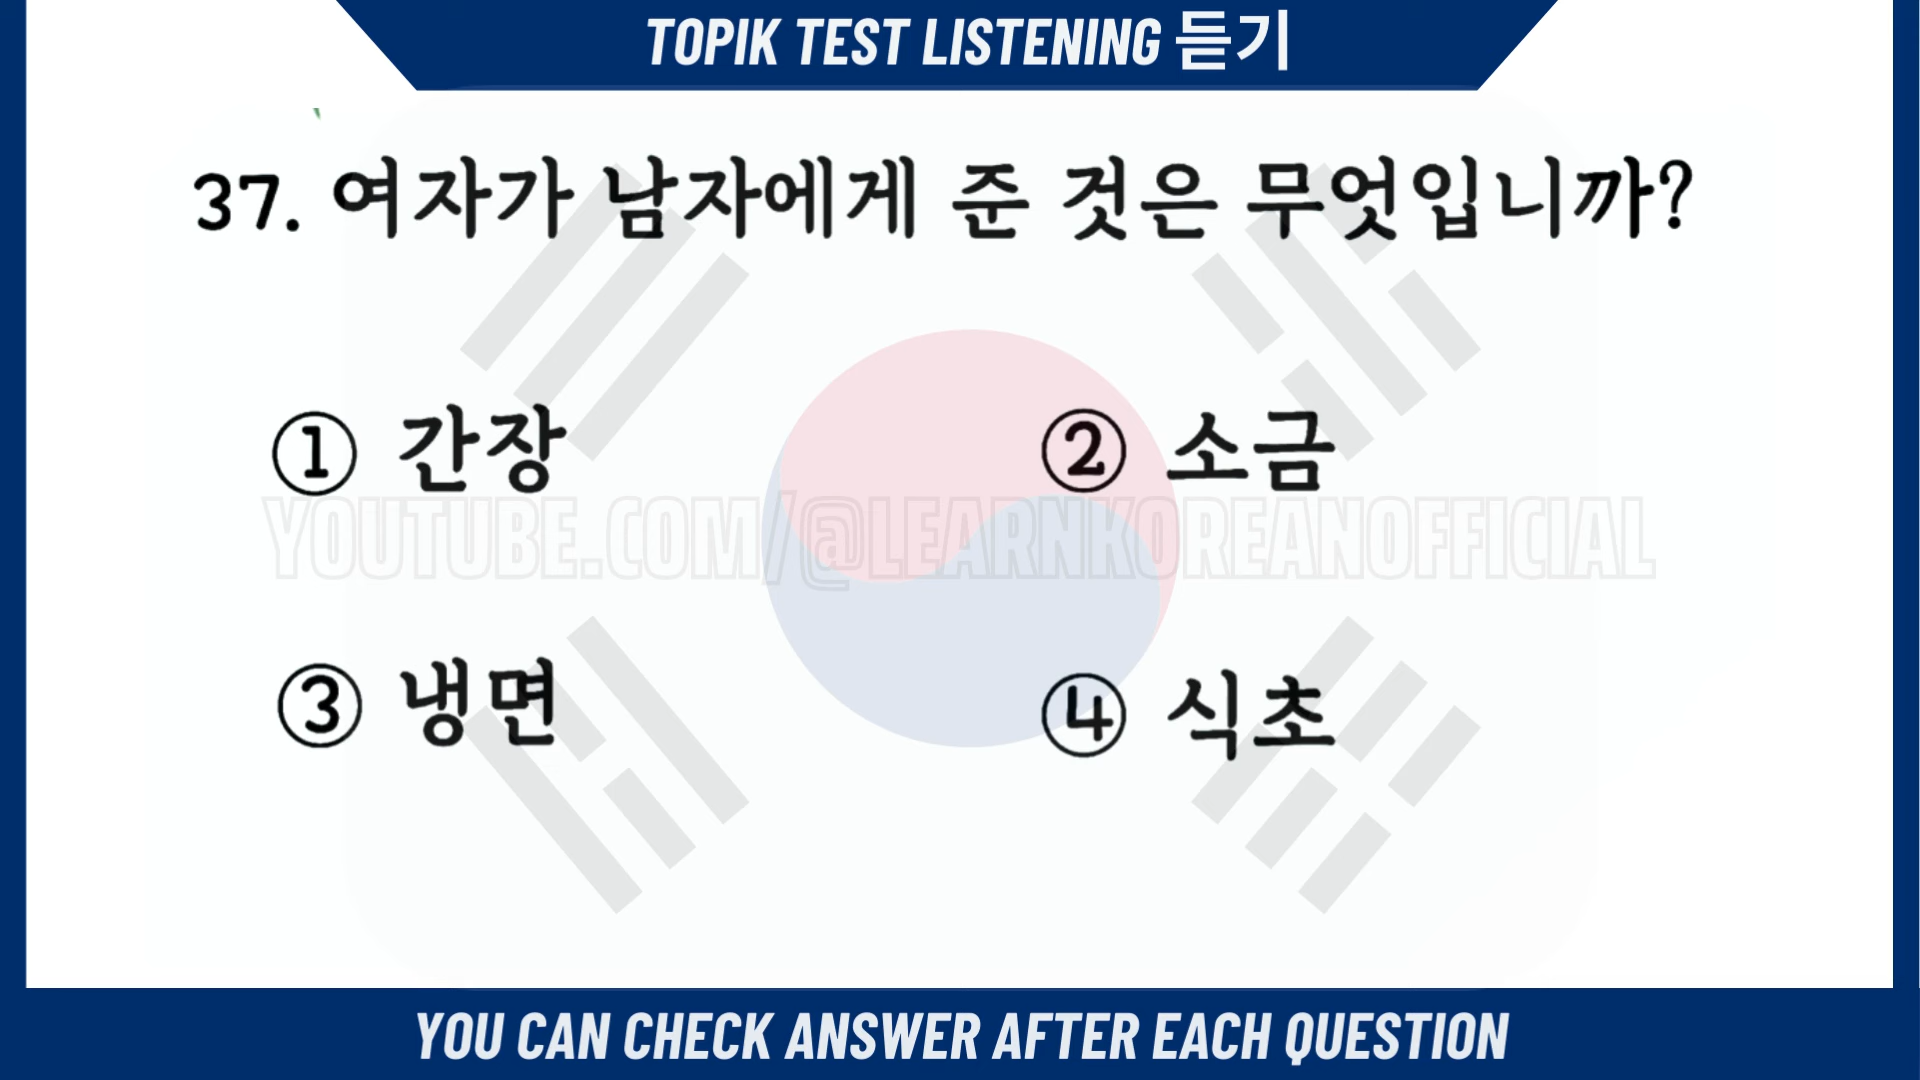 TOPIK TEST LISTENING 듣기
37. 여자가 남자에게 준 것은 무엇입니까?
① 간장
② 소금
YOUTUBE.COM/@LEARNKOREANOFFICIAL
③ 냉면
④ 식초
YOU CAN CHECK ANSWER AFTER EACH QUESTION